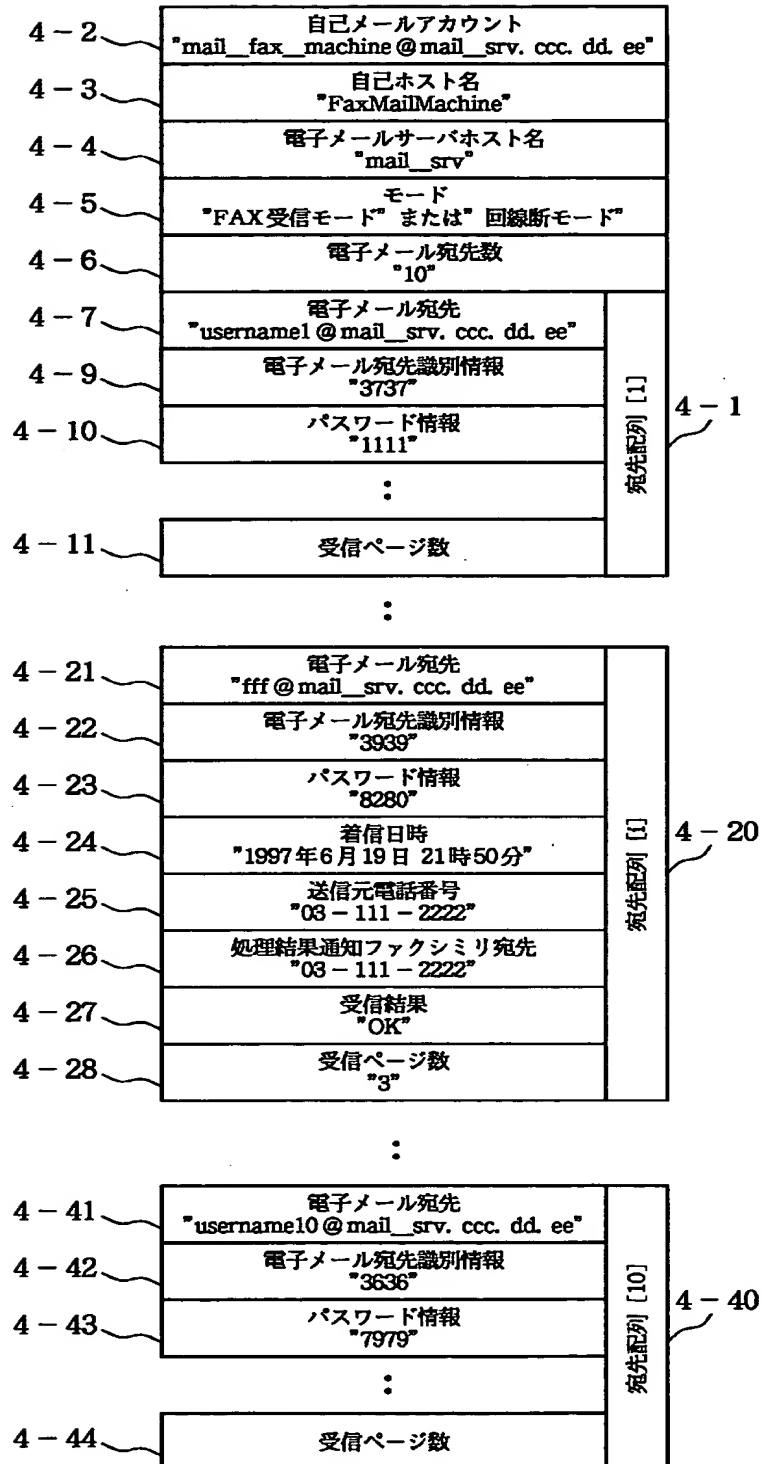 4-2
自己メールアカウント
"mail__fax__machine@mail__srv. ccc. dd. ee"
4-3
自己ホスト名
"FaxMailMachine"
4-4
電子メールサーバホスト名
"mail__srv"
4-5
モード
"FAX受信モード" または" 回線断モード"
4-6
電子メール宛先数
"10"
4-7
電子メール宛先
"username1@mail__srv. ccc. dd. ee"
4-9
電子メール宛先識別情報
"3737"
4-10
パスワード情報
"1111"
:
4-11
受信ページ数
宛先配列 [1]
4-1
:
4-21
電子メール宛先
"fff@mail__srv. ccc. dd. ee"
4-22
電子メール宛先識別情報
"3939"
4-23
パスワード情報
"8280"
4-24
着信日時
"1997年6月19日 21時50分"
4-25
送信元電話番号
"03-111-2222"
4-26
処理結果通知ファクシミリ宛先
"03-111-2222"
4-27
受信結果
"OK"
4-28
受信ページ数
"3"
宛先配列 [i]
4-20
:
4-41
電子メール宛先
"username10@mail__srv. ccc. dd. ee"
4-42
電子メール宛先識別情報
"3636"
4-43
パスワード情報
"7979"
:
4-44
受信ページ数
宛先配列 [10]
4-40